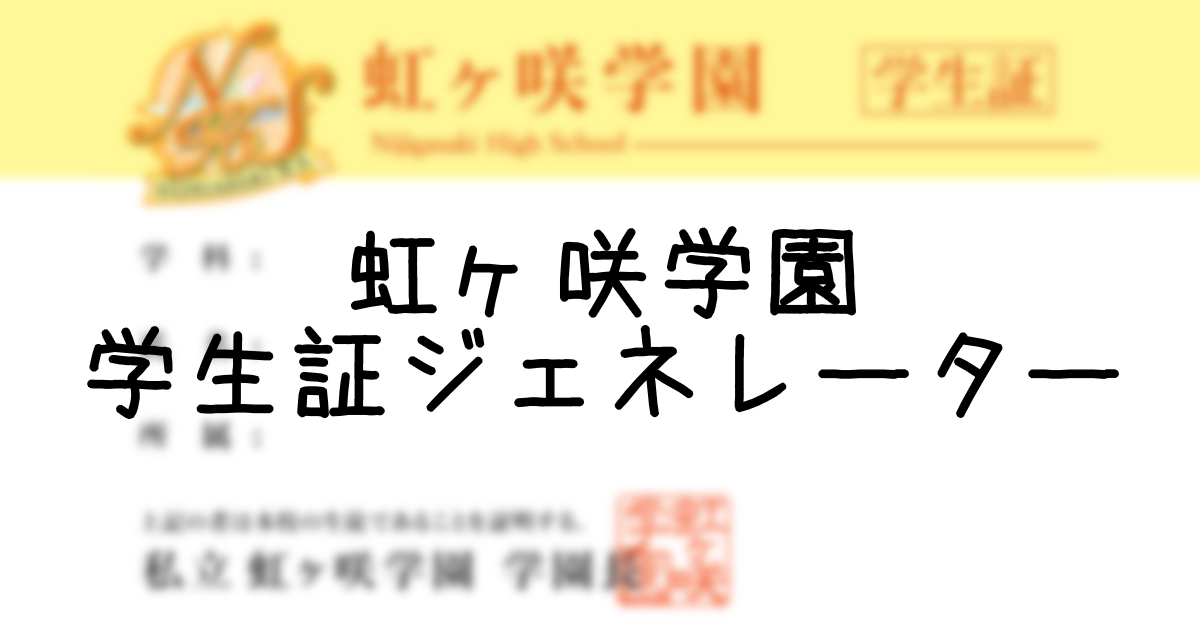 虹ヶ咲学園
学生証
Nijigasaki High School
学 科 :
虹ヶ咲学園
学生証ジェネレーター
所 属 :
上記の者は本校の生徒であることを証明する。
私立 虹ヶ咲学園 学園長